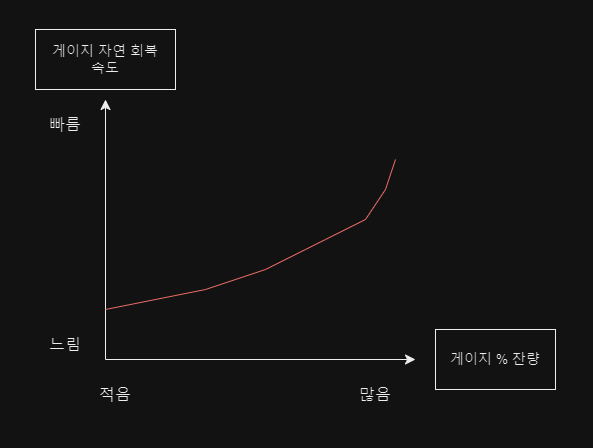 게이지 자연 회복
속도
빠름
느림
게이지 % 잔량
적음
많음